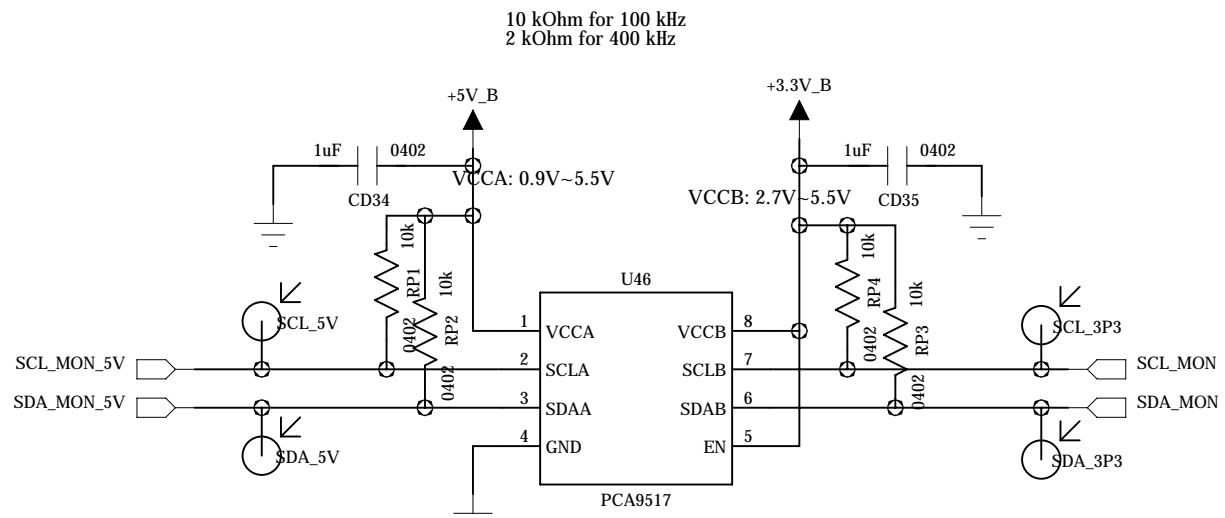 10 kOhm for 100 kHz
2 kOhm for 400 kHz
+5V_B
+3.3V_B
1uF
0402
CD34
VCCA: 0.9V~5.5V
1uF
0402
CD35
VCCB: 2.7V~5.5V
10k
RP1
0402
10k
RP2
0402
10k
RP4
0402
10k
RP3
0402
U46
SCL_5V
SDA_5V
SCL_MON_5V
SDA_MON_5V
1
VCCA
2
SCLA
3
SDAA
4
GND
8
VCCB
7
SCLB
6
SDAB
5
EN
PCA9517
SCL_3P3
SDA_3P3
SCL_MON
SDA_MON